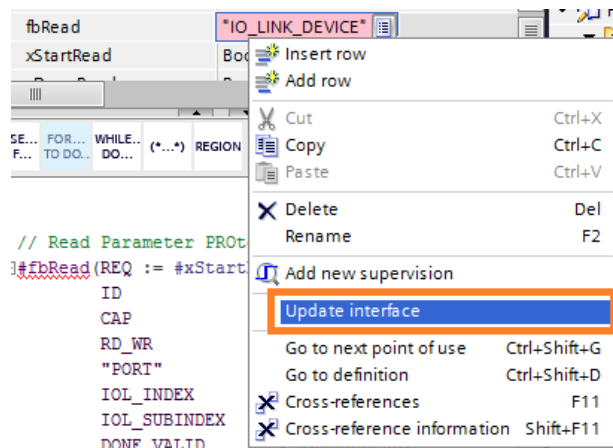 fbRead "IO_LINK_DEVICE"
xStartRead Boo
Insert row
Add row
Cut Ctrl+X
SE... FOR... WHILE.. (*...*) REGION
F... TO DO.. DO...
Copy Ctrl+C
Paste Ctrl+V
Delete Del
Rename F2
// Read Parameter PROt
#fbRead(REQ := #xStart
Add new supervision
ID
Update interface
CAP
RD_WR
Go to next point of use Ctrl+Shift+G
"PORT"
Go to definition Ctrl+Shift+D
IOL_INDEX
Cross-references F11
IOL_SUBINDEX
Cross-reference information Shift+F11
DONE_VALID